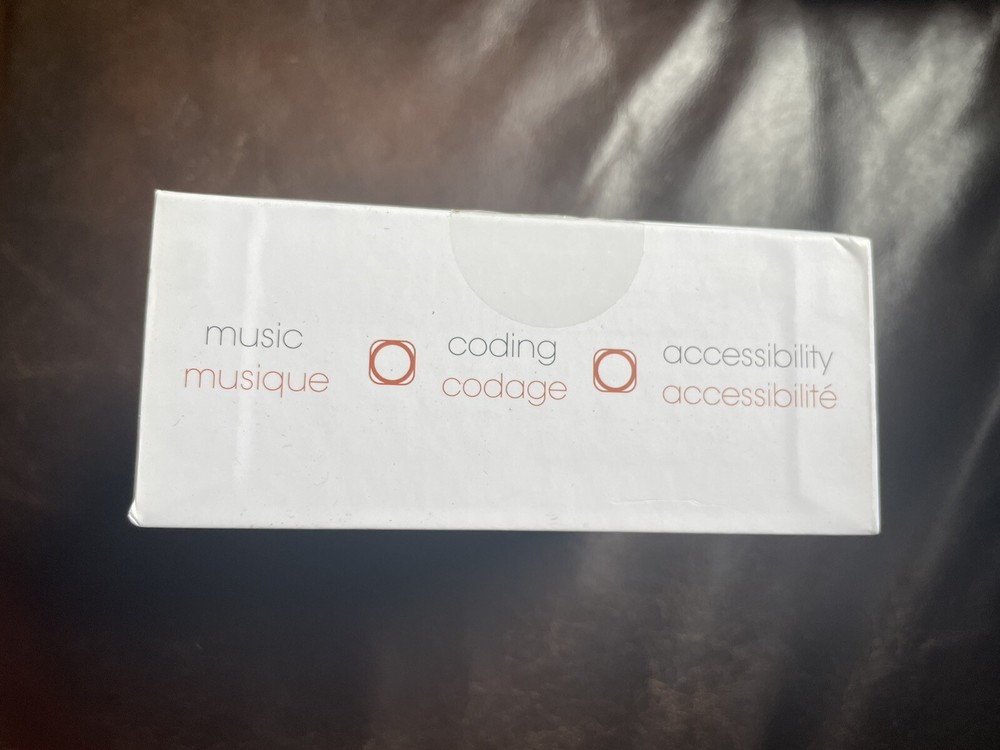 music
musique
coding
codage
accessibility
accessibilité